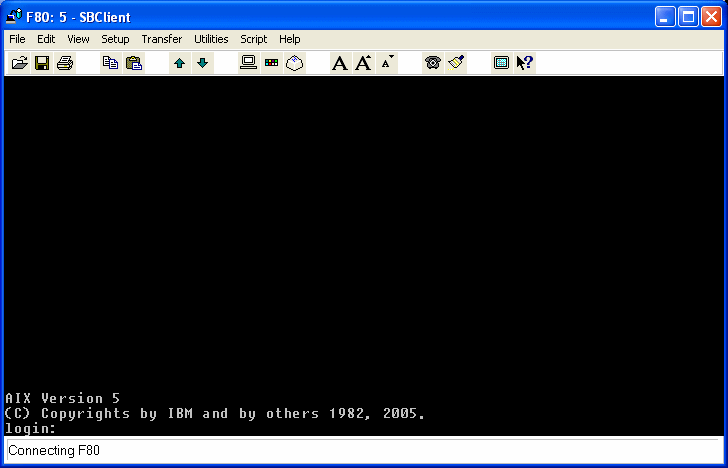 F80: 5 - SBClient
File Edit View Setup Transfer Utilities Script Help
A A A ?
AIX Version 5
(C) Copyrights by IBM and by others 1982, 2005.
login:
Connecting F80